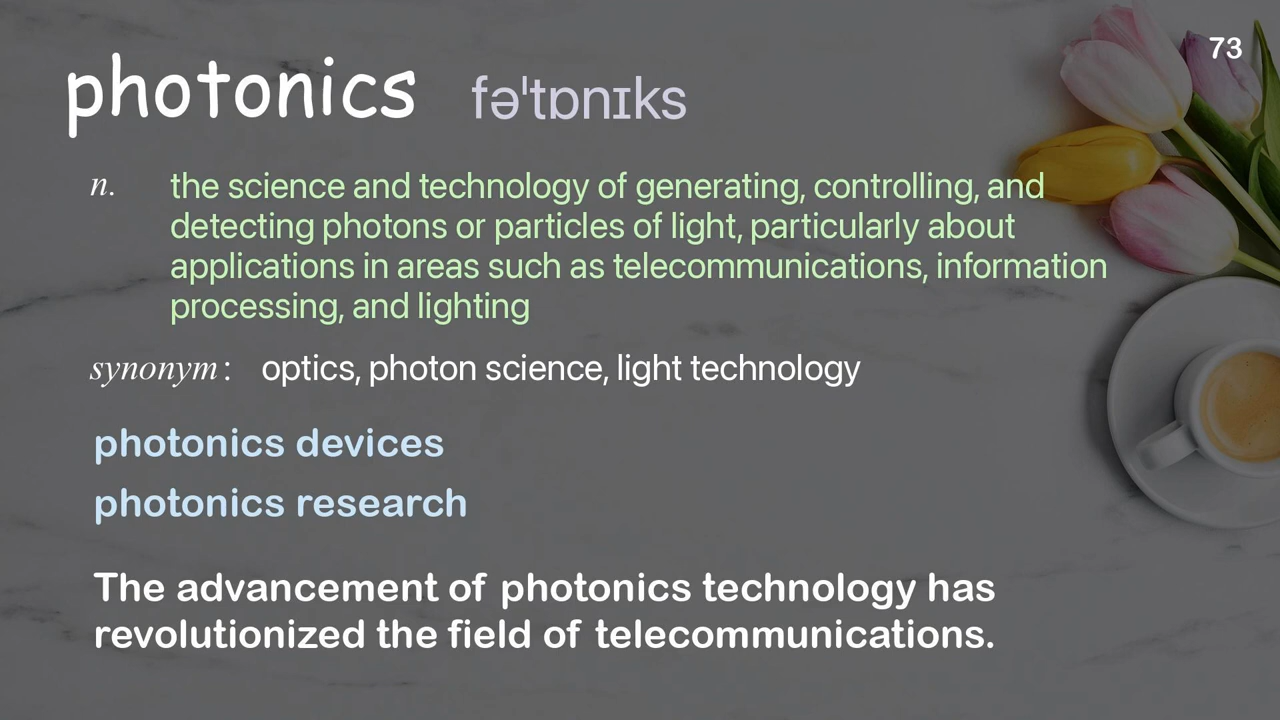 73
photonics fəˈtɒnɪks
n. the science and technology of generating, controlling, and
detecting photons or particles of light, particularly about
applications in areas such as telecommunications, information
processing, and lighting
synonym: optics, photon science, light technology
photonics devices
photonics research
The advancement of photonics technology has
revolutionized the field of telecommunications.